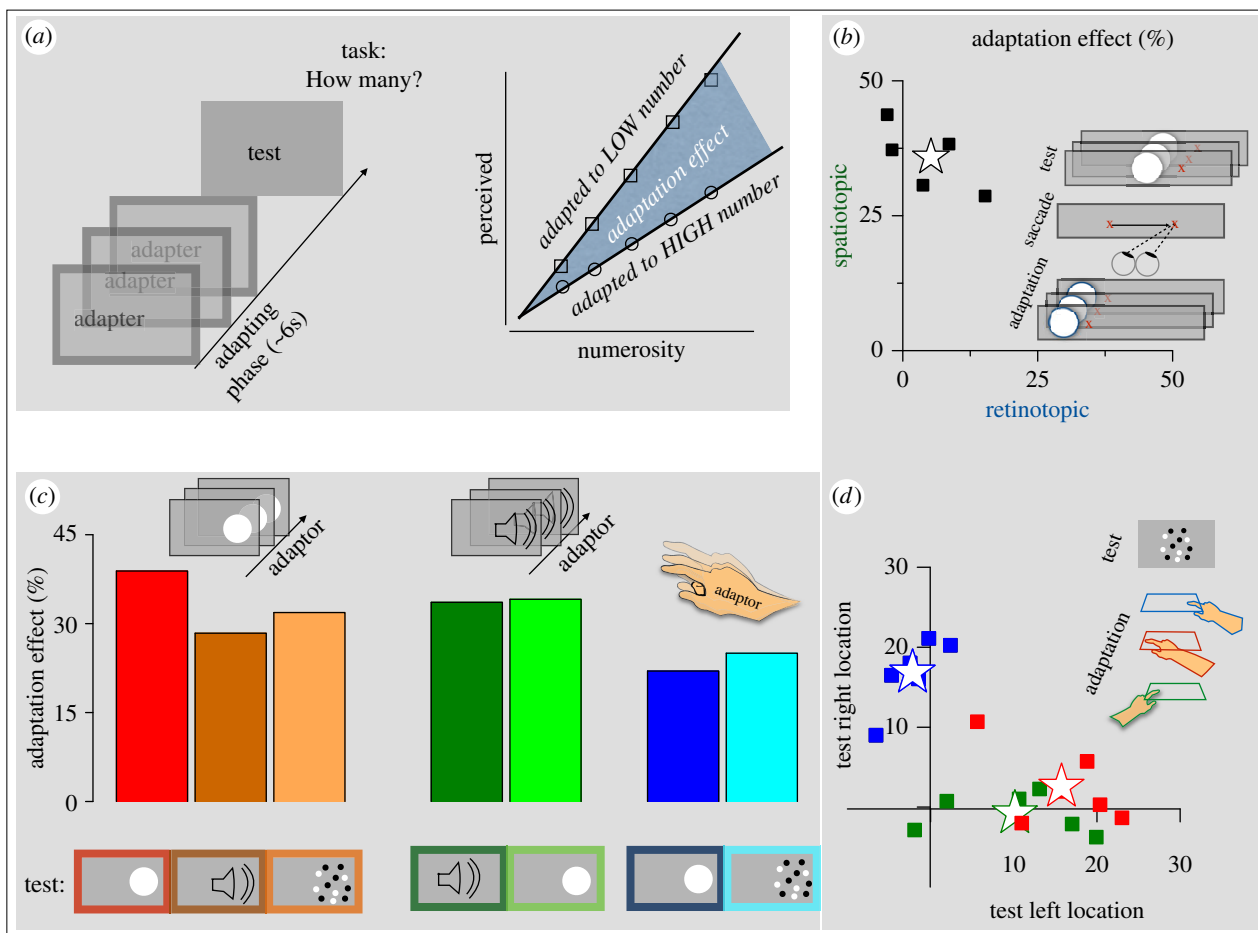 (a)
task:
How many?
test
adapter
adapter
adapter
adapting
phase (~6s)
perceived
numerosity
adapted to LOW number
adaptation effect
adapted to HIGH number
(b)
adaptation effect (%)
50
25
0
spatiotopic
0
25
50
retinotopic
test
x
x
x
saccade
x
x
adaptation
x
x
x
(c)
45
30
15
0
adaptation effect (%)
adaptor
adaptor
adaptor
test:
(d)
30
20
10
test right location
10
20
30
test left location
test
adaptation